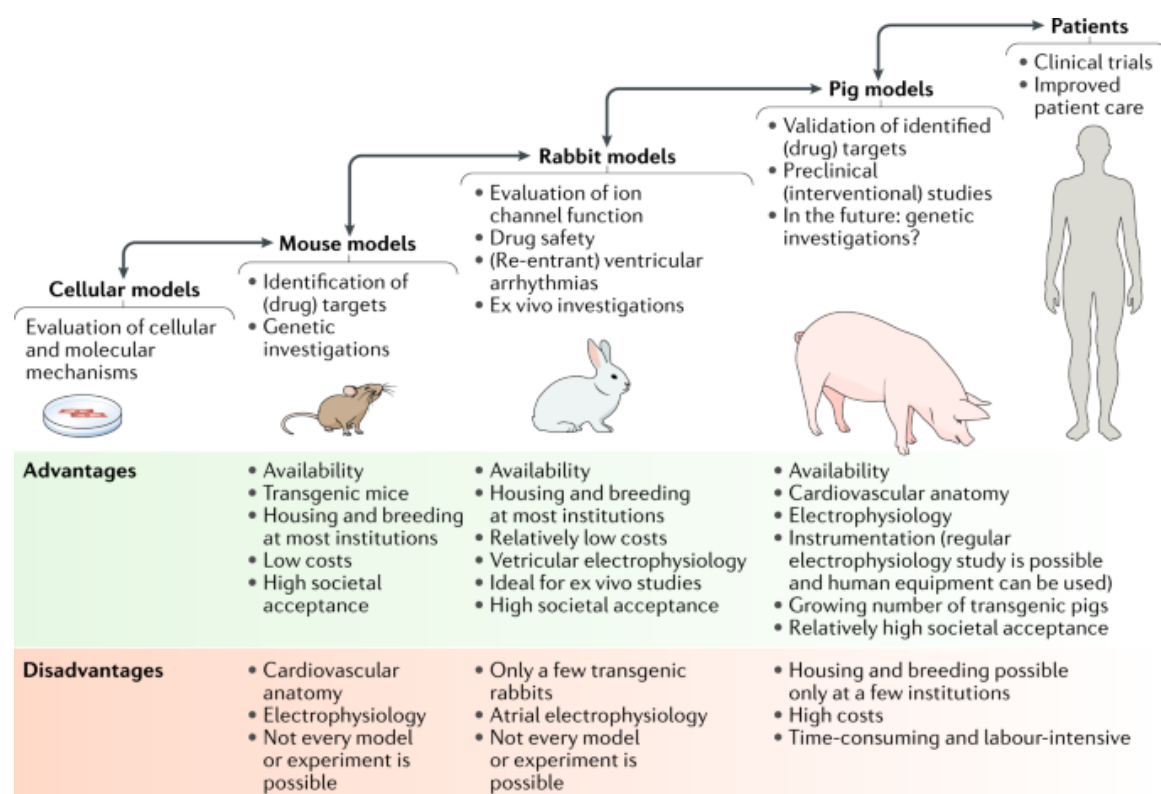 Patients
• Clinical trials
• Improved
patient care
Pig models
• Validation of identified
(drug) targets
• Preclinical
(interventional) studies
• In the future: genetic
investigations?
Rabbit models
• Evaluation of ion
channel function
• Drug safety
• (Re-entrant) ventricular
arrhythmias
• Ex vivo investigations
Mouse models
• Identification of
(drug) targets
• Genetic
investigations
Cellular models
Evaluation of cellular
and molecular
mechanisms
Advantages
• Availability
• Transgenic mice
• Housing and breeding
at most institutions
• Low costs
• High societal
acceptance
• Availability
• Housing and breeding
at most institutions
• Relatively low costs
• Vetricular electrophysiology
• Ideal for ex vivo studies
• High societal acceptance
• Availability
• Cardiovascular anatomy
• Electrophysiology
• Instrumentation (regular
electrophysiology study is possible
and human equipment can be used)
• Growing number of transgenic pigs
• Relatively high societal acceptance
Disadvantages
• Cardiovascular
anatomy
• Electrophysiology
• Not every model
or experiment is
possible
• Only a few transgenic
rabbits
• Atrial electrophysiology
• Not every model
or experiment is
possible
• Housing and breeding possible
only at a few institutions
• High costs
• Time-consuming and labour-intensive